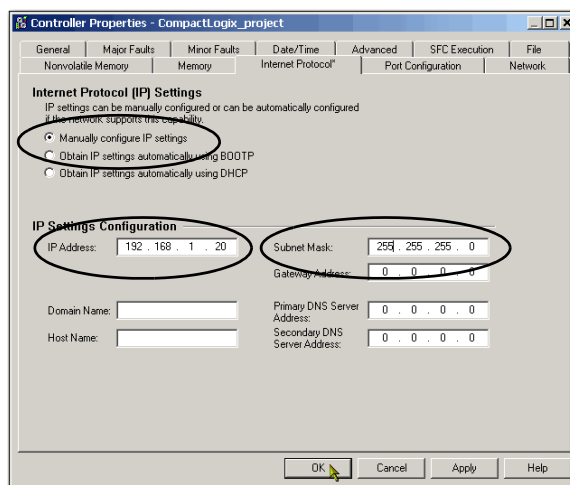 Controller Properties - CompactLogix_project
General Major Faults Minor Faults Date/Time Advanced SFC Execution File
Nonvolatile Memory Memory Internet Protocol* Port Configuration Network
Internet Protocol (IP) Settings
IP settings can be manually configured or can be automatically configured
if the network supports this capability.
Manually configure IP settings
Obtain IP settings automatically using BOOTP
Obtain IP settings automatically using DHCP
IP Settings Configuration
IP Address: 192 . 168 . 1 . 20 Subnet Mask: 255 . 255 . 255 . 0
Gateway Address: 0 . 0 . 0 . 0
Domain Name: Primary DNS Server
Address: 0 . 0 . 0 . 0
Host Name: Secondary DNS
Server Address: 0 . 0 . 0 . 0
OK Cancel Apply Help